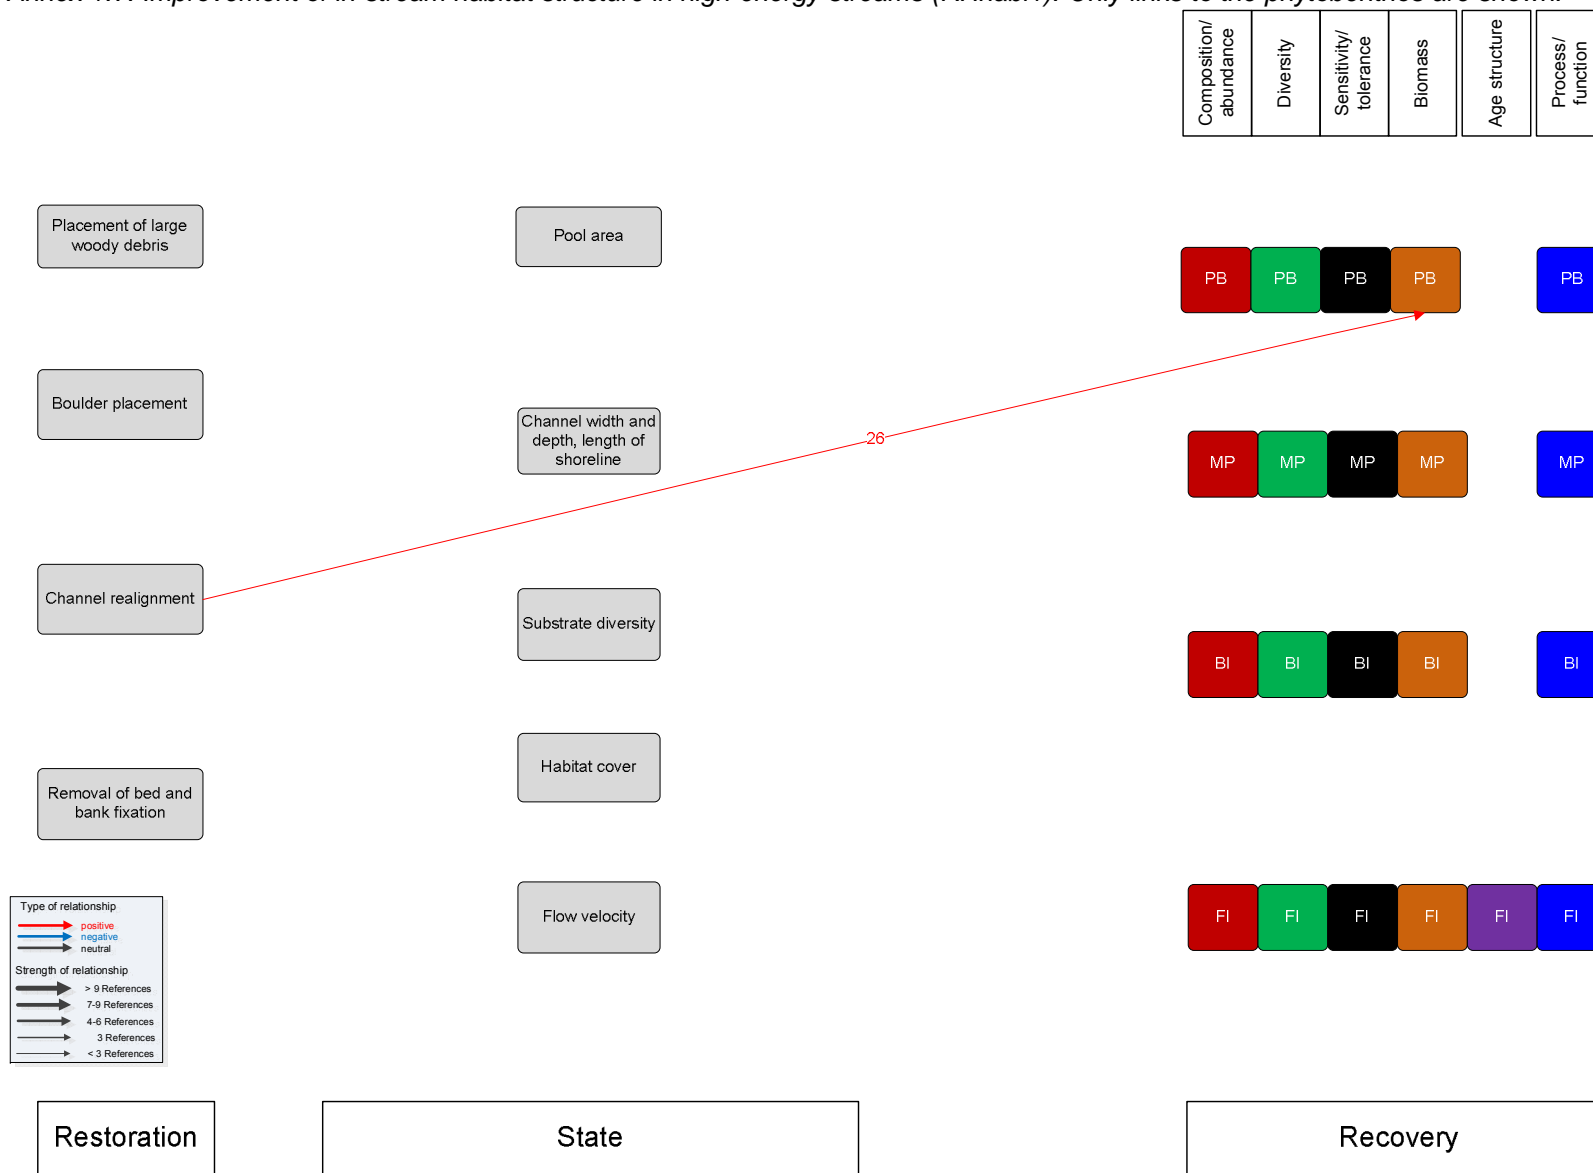 Composition/
abundance
Diversity
Sensitivity/
tolerance
Biomass
Age structure
Process/
function
Placement of large
woody debris
Pool area
PB PB PB PB PB
Boulder placement
Channel width and
depth, length of
shoreline
26
MP MP MP MP MP
Channel realignment
Substrate diversity
BI BI BI BI BI
Habitat cover
Removal of bed and
bank fixation
Flow velocity
FI FI FI FI FI FI
Type of relationship
positive
negative
neutral
Strength of relationship
> 9 References
7-9 References
4-6 References
3 References
< 3 References
Restoration
State
Recovery